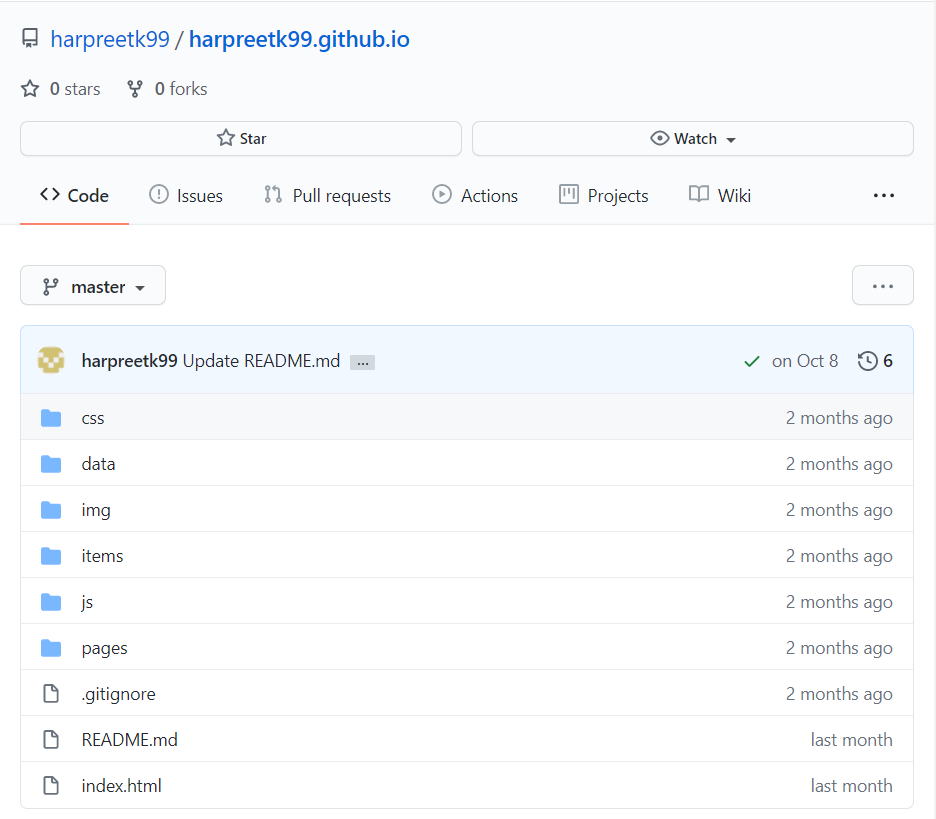 harpreetk99 / harpreetk99.github.io
0 stars 0 forks
Star Watch
Code Issues Pull requests Actions Projects Wiki ...
master ...
harpreetk99 Update README.md ... on Oct 8 6
css 2 months ago
data 2 months ago
img 2 months ago
items 2 months ago
js 2 months ago
pages 2 months ago
.gitignore 2 months ago
README.md last month
index.html last month